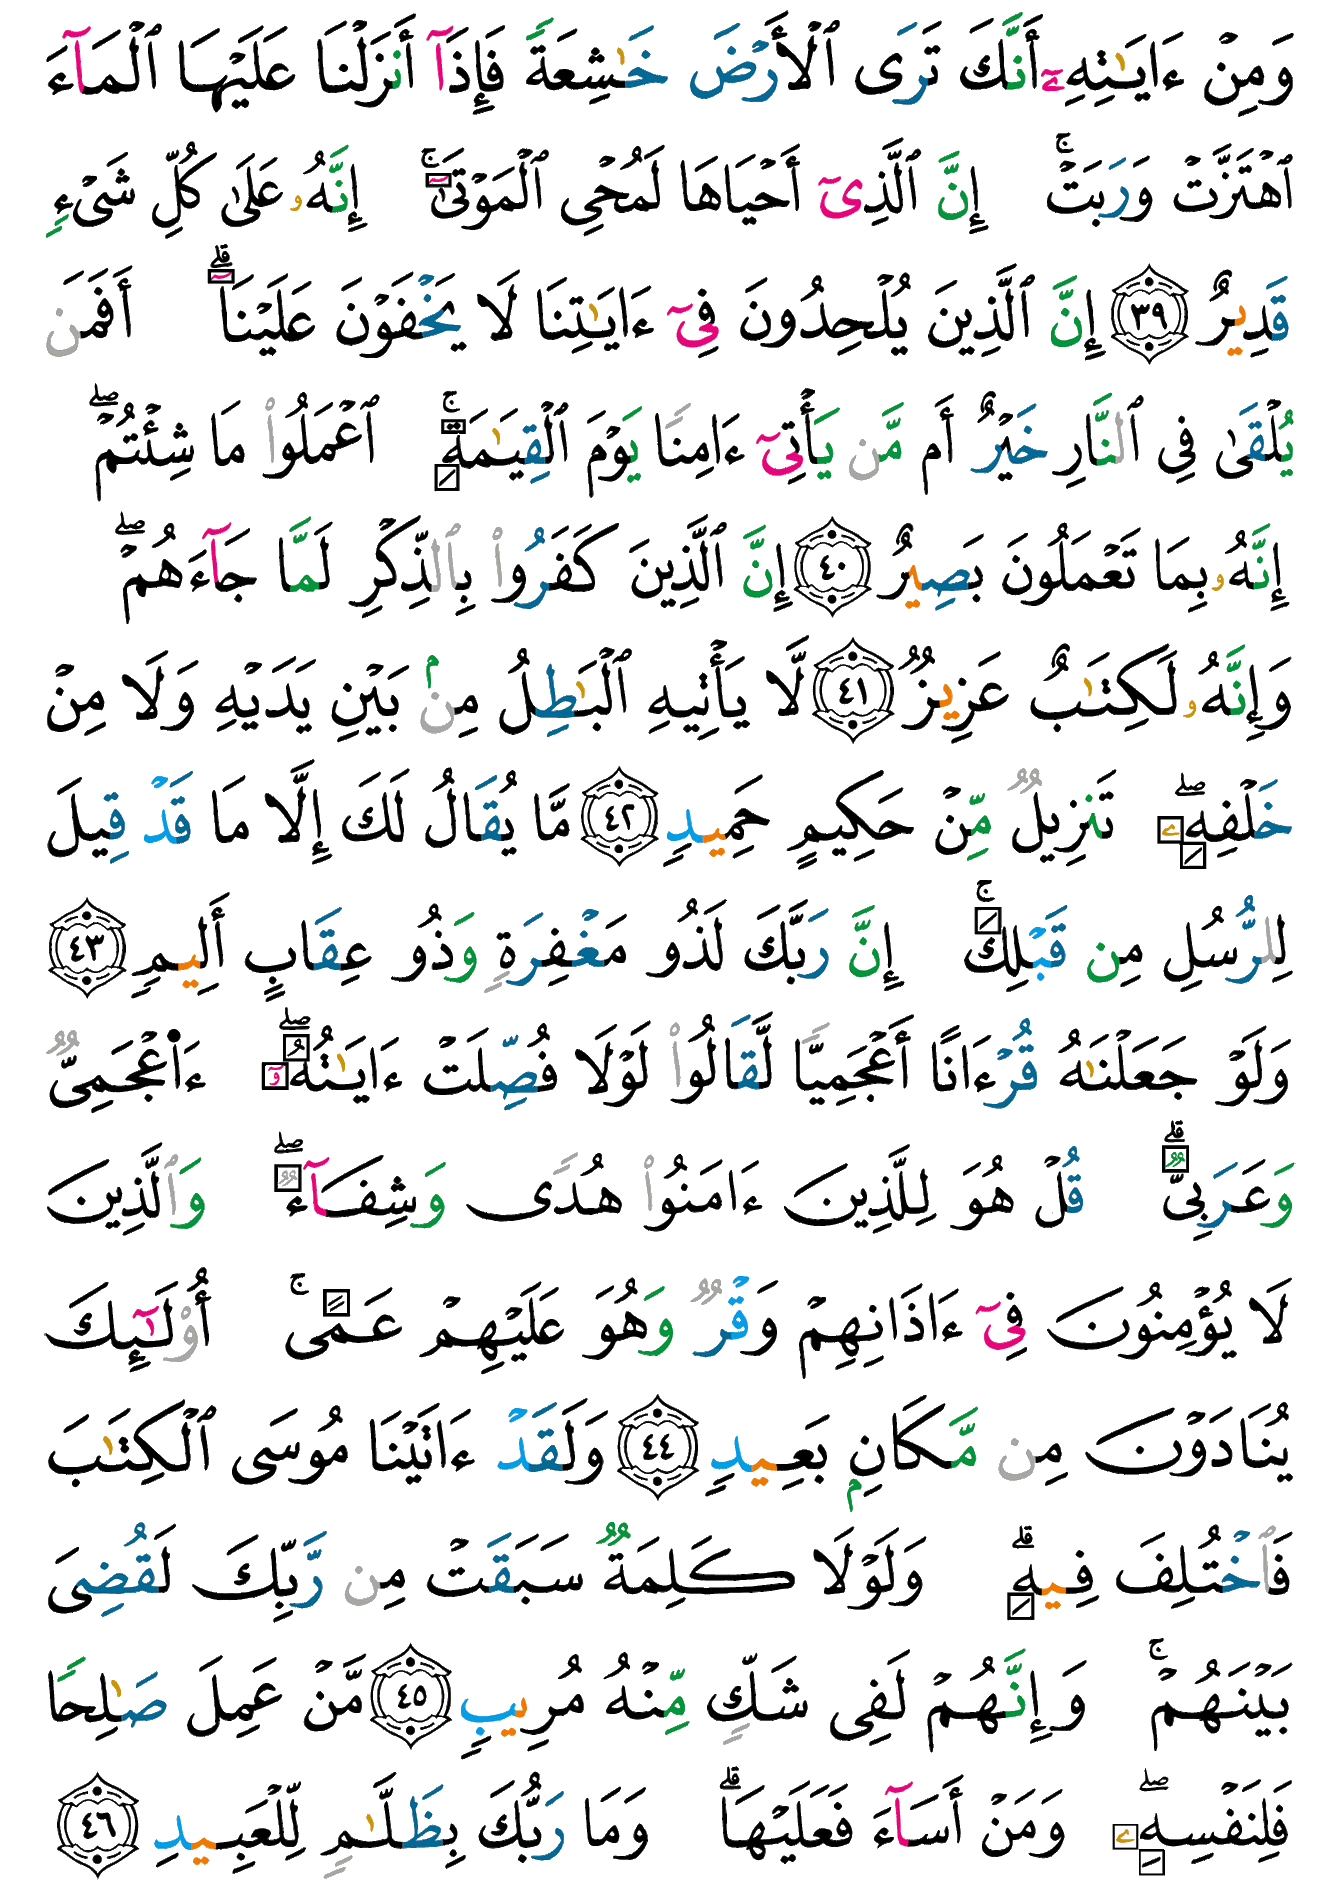 وَمِنْ ءَايَـٰتِهِۦٓ أَنَّكَ تَرَى ٱلْأَرْضَ خَـٰشِعَةً فَإِذَآ أَنزَلْنَا عَلَيْهَا ٱلْمَآءَ
ٱهْتَزَّتْ وَرَبَتْ ۚ إِنَّ ٱلَّذِىٓ أَحْيَاهَا لَمُحْىِ ٱلْمَوْتَىٰٓ ۚ إِنَّهُۥ عَلَىٰ كُلِّ شَىْءٍ
قَدِيرٌ ٣٩ إِنَّ ٱلَّذِينَ يُلْحِدُونَ فِىٓ ءَايَـٰتِنَا لَا يَخْفَوْنَ عَلَيْنَآ ۗ أَفَمَن
يُلْقَىٰ فِى ٱلنَّارِ خَيْرٌ أَم مَّن يَأْتِىٓ ءَامِنًا يَوْمَ ٱلْقِيَـٰمَةِ ۚ ٱعْمَلُوا۟ مَا شِئْتُمْ ۖ
إِنَّهُۥ بِمَا تَعْمَلُونَ بَصِيرٌ ٤٠ إِنَّ ٱلَّذِينَ كَفَرُوا۟ بِٱلذِّكْرِ لَمَّا جَآءَهُمْ ۖ
وَإِنَّهُۥ لَكِتَـٰبٌ عَزِيزٌ ٤١ لَّا يَأْتِيهِ ٱلْبَـٰطِلُ مِنۢ بَيْنِ يَدَيْهِ وَلَا مِنْ
خَلْفِهِۦ ۖ تَنزِيلٌ مِّنْ حَكِيمٍ حَمِيدٍ ٤٢ مَّا يُقَالُ لَكَ إِلَّا مَا قَدْ قِيلَ
لِلرُّسُلِ مِن قَبْلِكَ ۚ إِنَّ رَبَّكَ لَذُو مَغْفِرَةٍ وَذُو عِقَابٍ أَلِيمٍ ٤٣
وَلَوْ جَعَلْنَـٰهُ قُرْءَانًا أَعْجَمِيًّا لَّقَالُوا۟ لَوْلَا فُصِّلَتْ ءَايَـٰتُهُۥٓ ۖ ءَا۬عْجَمِىٌّ
وَعَرَبِىٌّ ۗ قُلْ هُوَ لِلَّذِينَ ءَامَنُوا۟ هُدًى وَشِفَآءٌ ۖ وَٱلَّذِينَ
لَا يُؤْمِنُونَ فِىٓ ءَاذَانِهِمْ وَقْرٌ وَهُوَ عَلَيْهِمْ عَمًى ۚ أُو۟لَـٰٓئِكَ
يُنَادَوْنَ مِن مَّكَانٍۭ بَعِيدٍ ٤٤ وَلَقَدْ ءَاتَيْنَا مُوسَى ٱلْكِتَـٰبَ
فَٱخْتُلِفَ فِيهِ ۗ وَلَوْلَا كَلِمَةٌ سَبَقَتْ مِن رَّبِّكَ لَقُضِىَ
بَيْنَهُمْ ۚ وَإِنَّهُمْ لَفِى شَكٍّ مِّنْهُ مُرِيبٍ ٤٥ مَّنْ عَمِلَ صَـٰلِحًا
فَلِنَفْسِهِۦ ۖ وَمَنْ أَسَآءَ فَعَلَيْهَا ۗ وَمَا رَبُّكَ بِظَلَّـٰمٍ لِّلْعَبِيدِ ٤٦